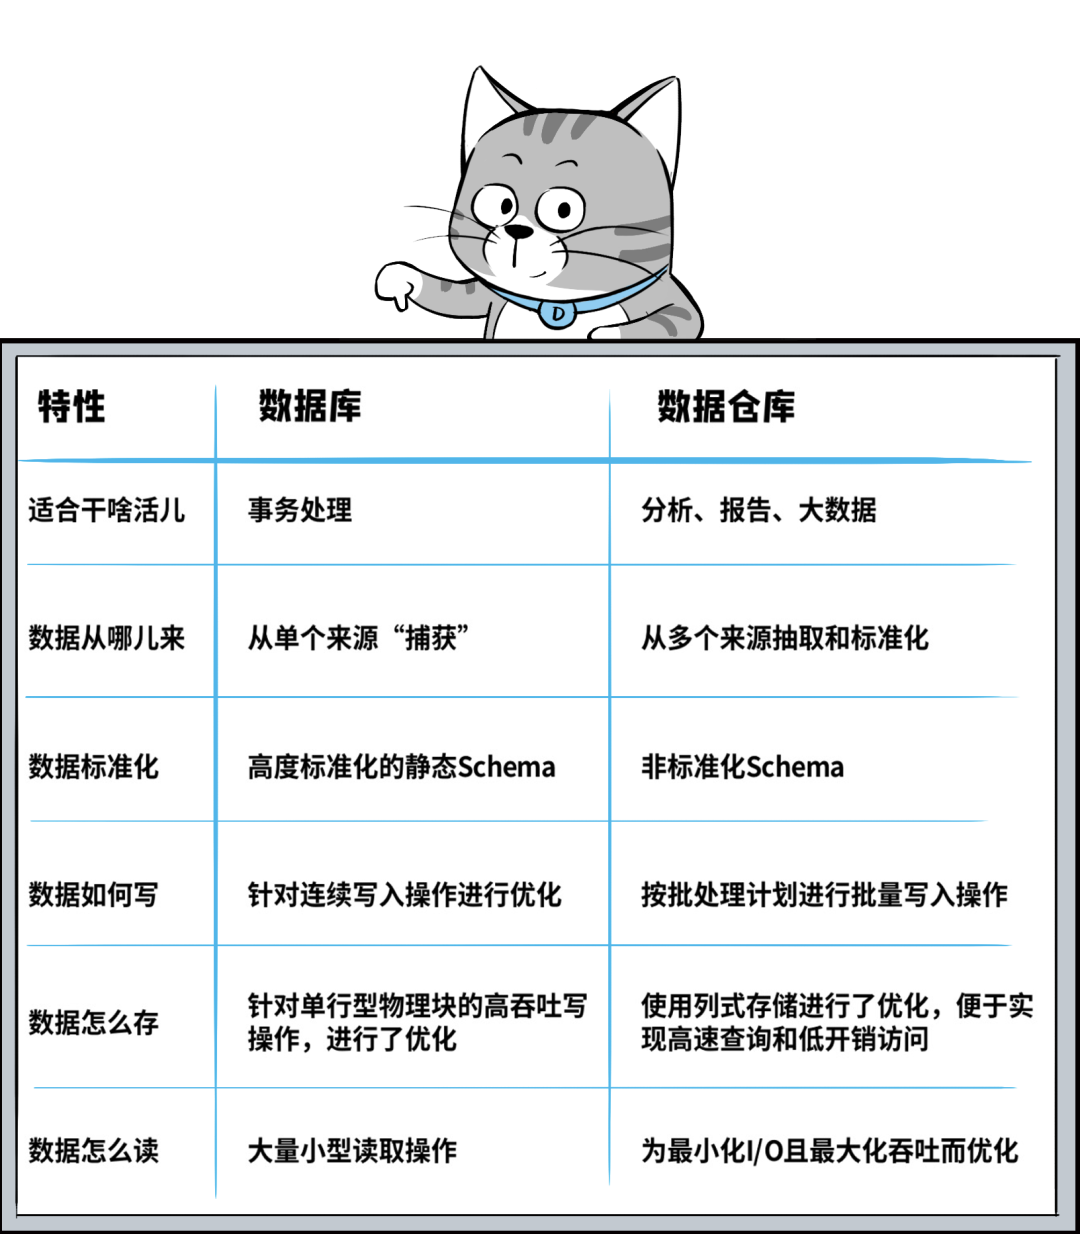 D
特性 数据库 数据仓库
适合干啥活儿 事务处理 分析、报告、大数据
数据从哪儿来 从单个来源“捕获” 从多个来源抽取和标准化
数据标准化 高度标准化的静态Schema 非标准化Schema
数据如何写 针对连续写入操作进行优化 按批处理计划进行批量写入操作
数据怎么存
针对单行型物理块的高吞吐写
操作，进行了优化
使用列式存储进行了优化，便于实
现高速查询和低开销访问
数据怎么读 大量小型读取操作 为最小化I/O且最大化吞吐而优化